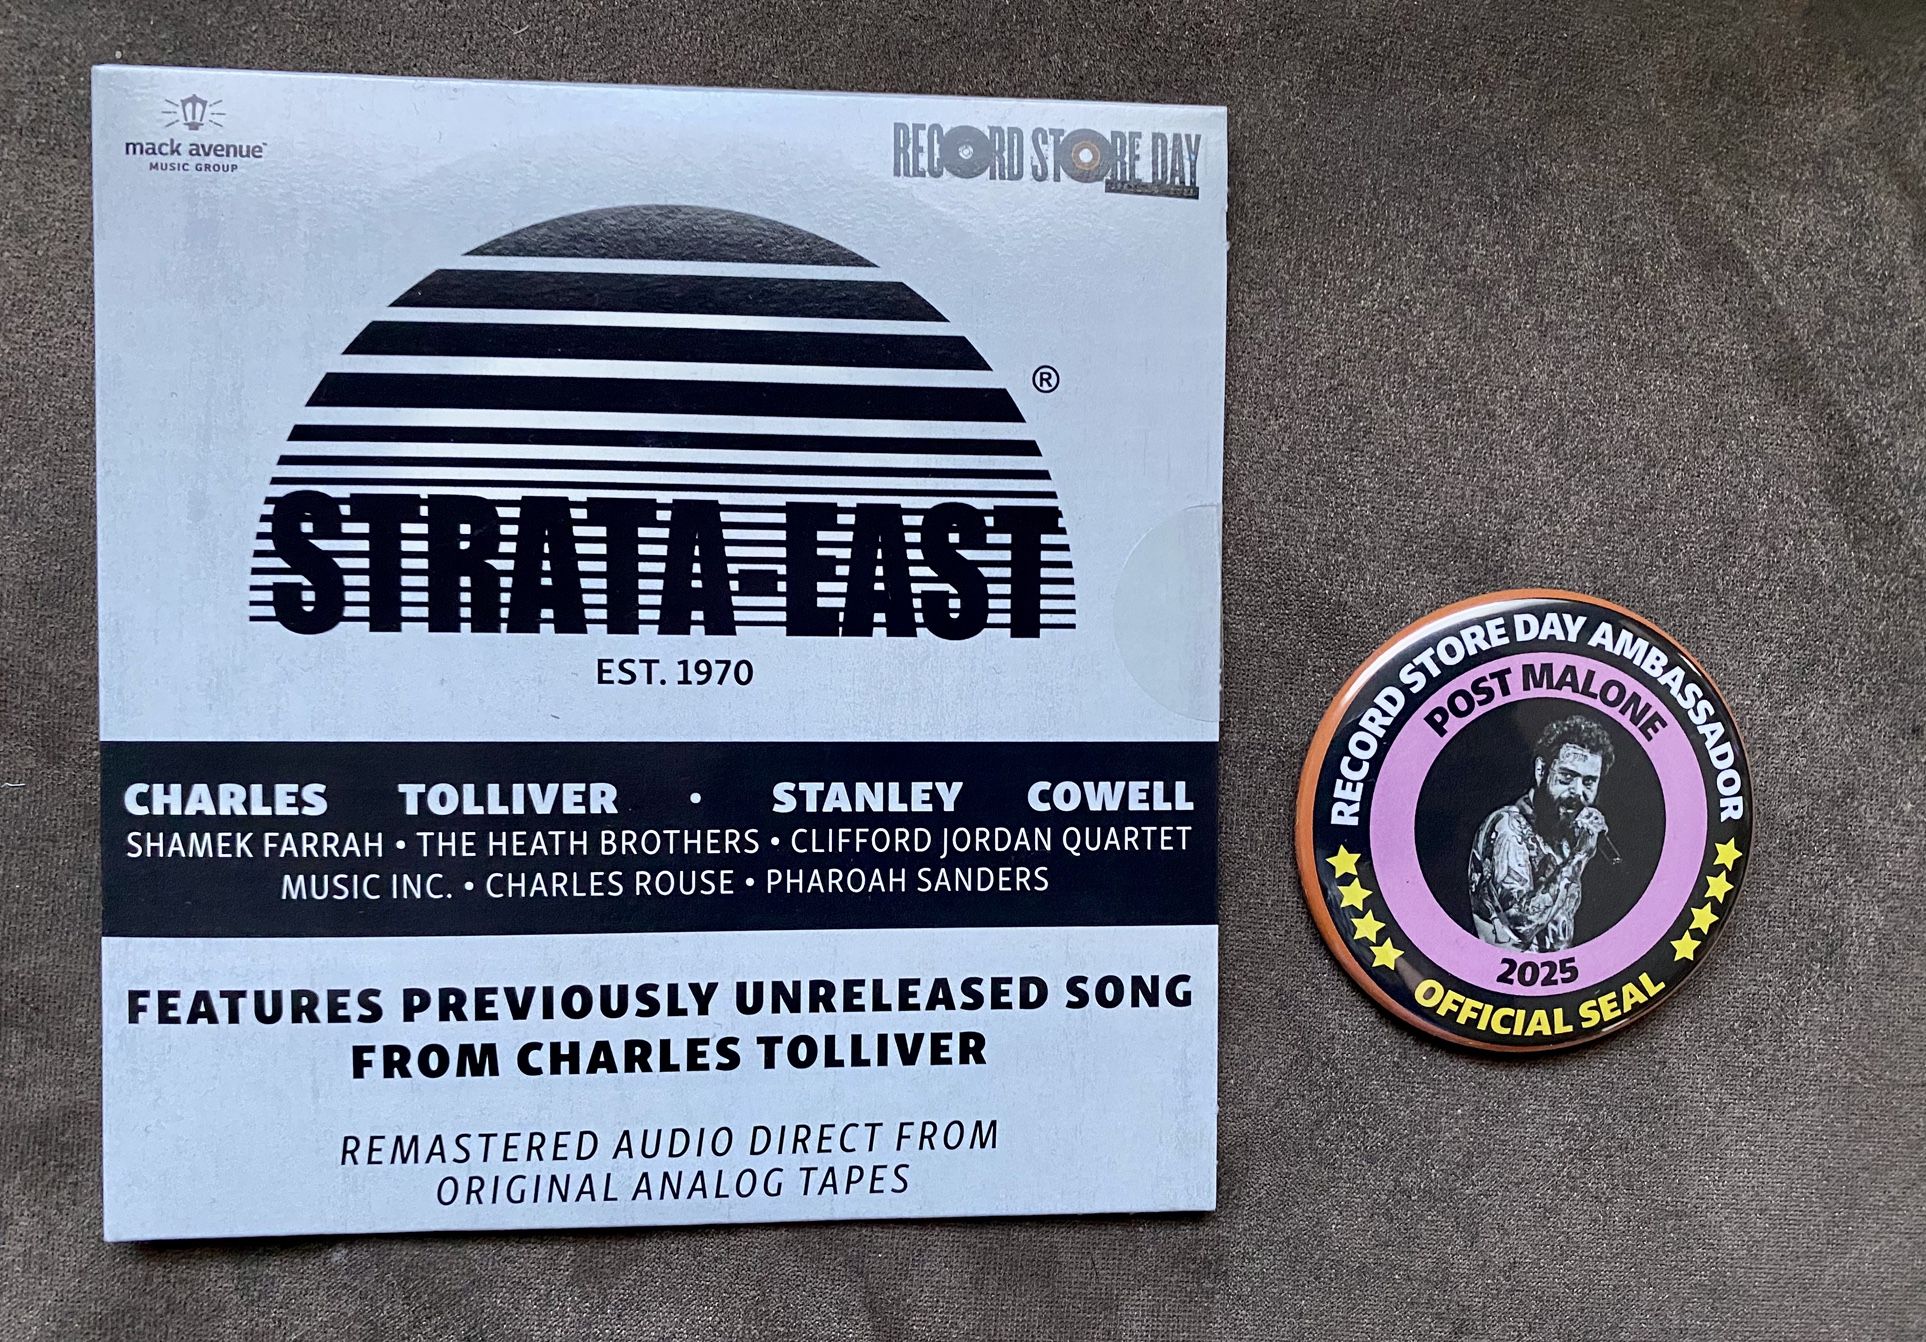 mack avenue
MUSIC GROUP
RECORD STORE DAY
STRATA-EAST
®
EST. 1970
CHARLES TOLLIVER • STANLEY COWELL
SHAMEK FARRAH • THE HEATH BROTHERS • CLIFFORD JORDAN QUARTET
MUSIC INC. • CHARLES ROUSE • PHAROAH SANDERS
FEATURES PREVIOUSLY UNRELEASED SONG
FROM CHARLES TOLLIVER
REMASTERED AUDIO DIRECT FROM
ORIGINAL ANALOG TAPES
RECORD STORE DAY AMBASSADOR
POST MALONE
2025
OFFICIAL SEAL